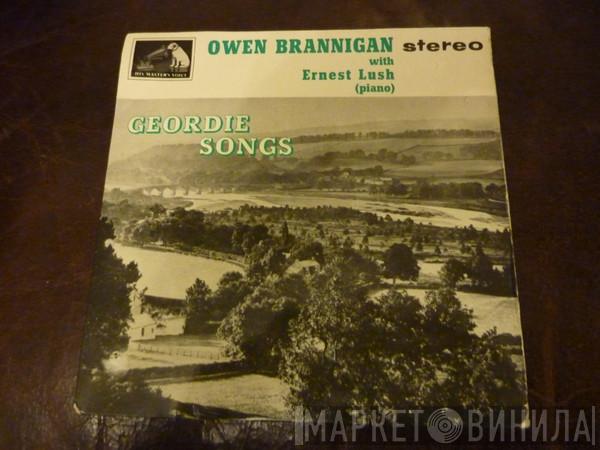 OWEN BRANNIGAN stereo
with
Ernest Lush
(piano)
HIS MASTER'S VOICE
GEORDIE
SONGS
МАРКЕТ ВИНИЛА